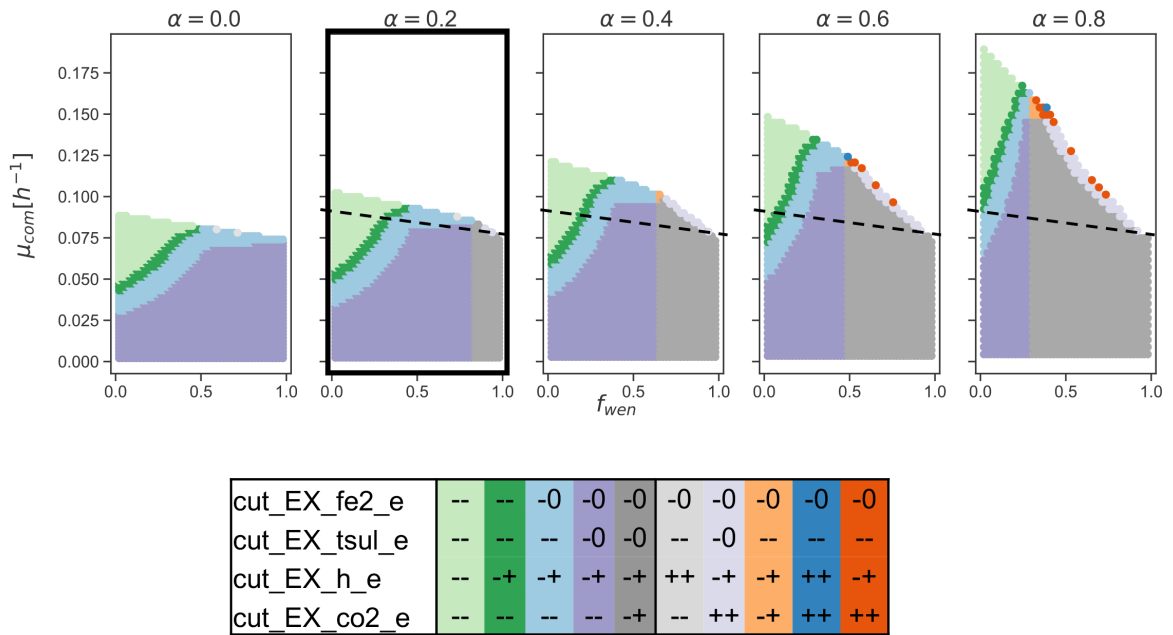 α = 0.0 α = 0.2 α = 0.4 α = 0.6 α = 0.8
μcom[h⁻¹]
0.175
0.150
0.125
0.100
0.075
0.050
0.025
0.000
0.0 0.5 1.0 0.0 0.5 1.0 0.0 0.5 1.0 0.0 0.5 1.0 0.0 0.5 1.0
fwen
cut_EX_fe2_e -- -- -0 -0 -0 -0 -0 -0 -0 -0
cut_EX_tsul_e -- -- -- -0 -0 -- -0 -- -- --
cut_EX_h_e -- -+ -+ -+ -+ ++ -+ -+ ++ -+
cut_EX_co2_e -- -- -- -- -+ -- ++ -+ ++ ++